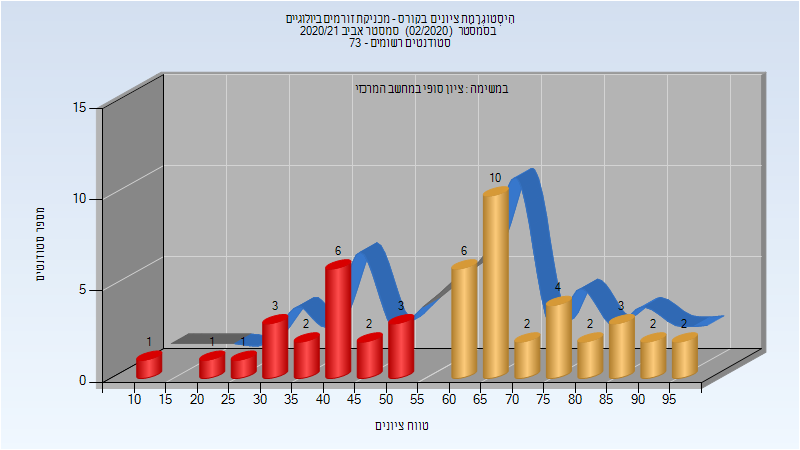 היסטוגרמת ציונים בקורס - מכניקת זורמים ביולוגיים
בסמסטר (02/2020) סמסטר אביב 2020/21
סטודנטים רשומים - 73
במשימה : ציון סופי במחשב המרכזי
מספר סטודנטים
15
10
5
0
1
1
1
3
2
6
2
3
6
10
2
4
2
3
2
2
10 15 20 25 30 35 40 45 50 55 60 65 70 75 80 85 90 95
טווח ציונים